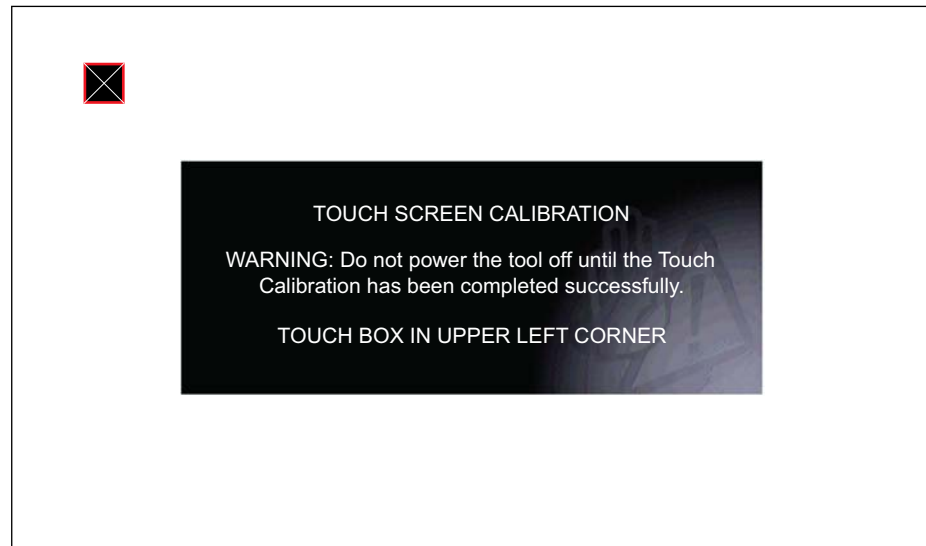 TOUCH SCREEN CALIBRATION
WARNING: Do not power the tool off until the Touch
Calibration has been completed successfully.
TOUCH BOX IN UPPER LEFT CORNER